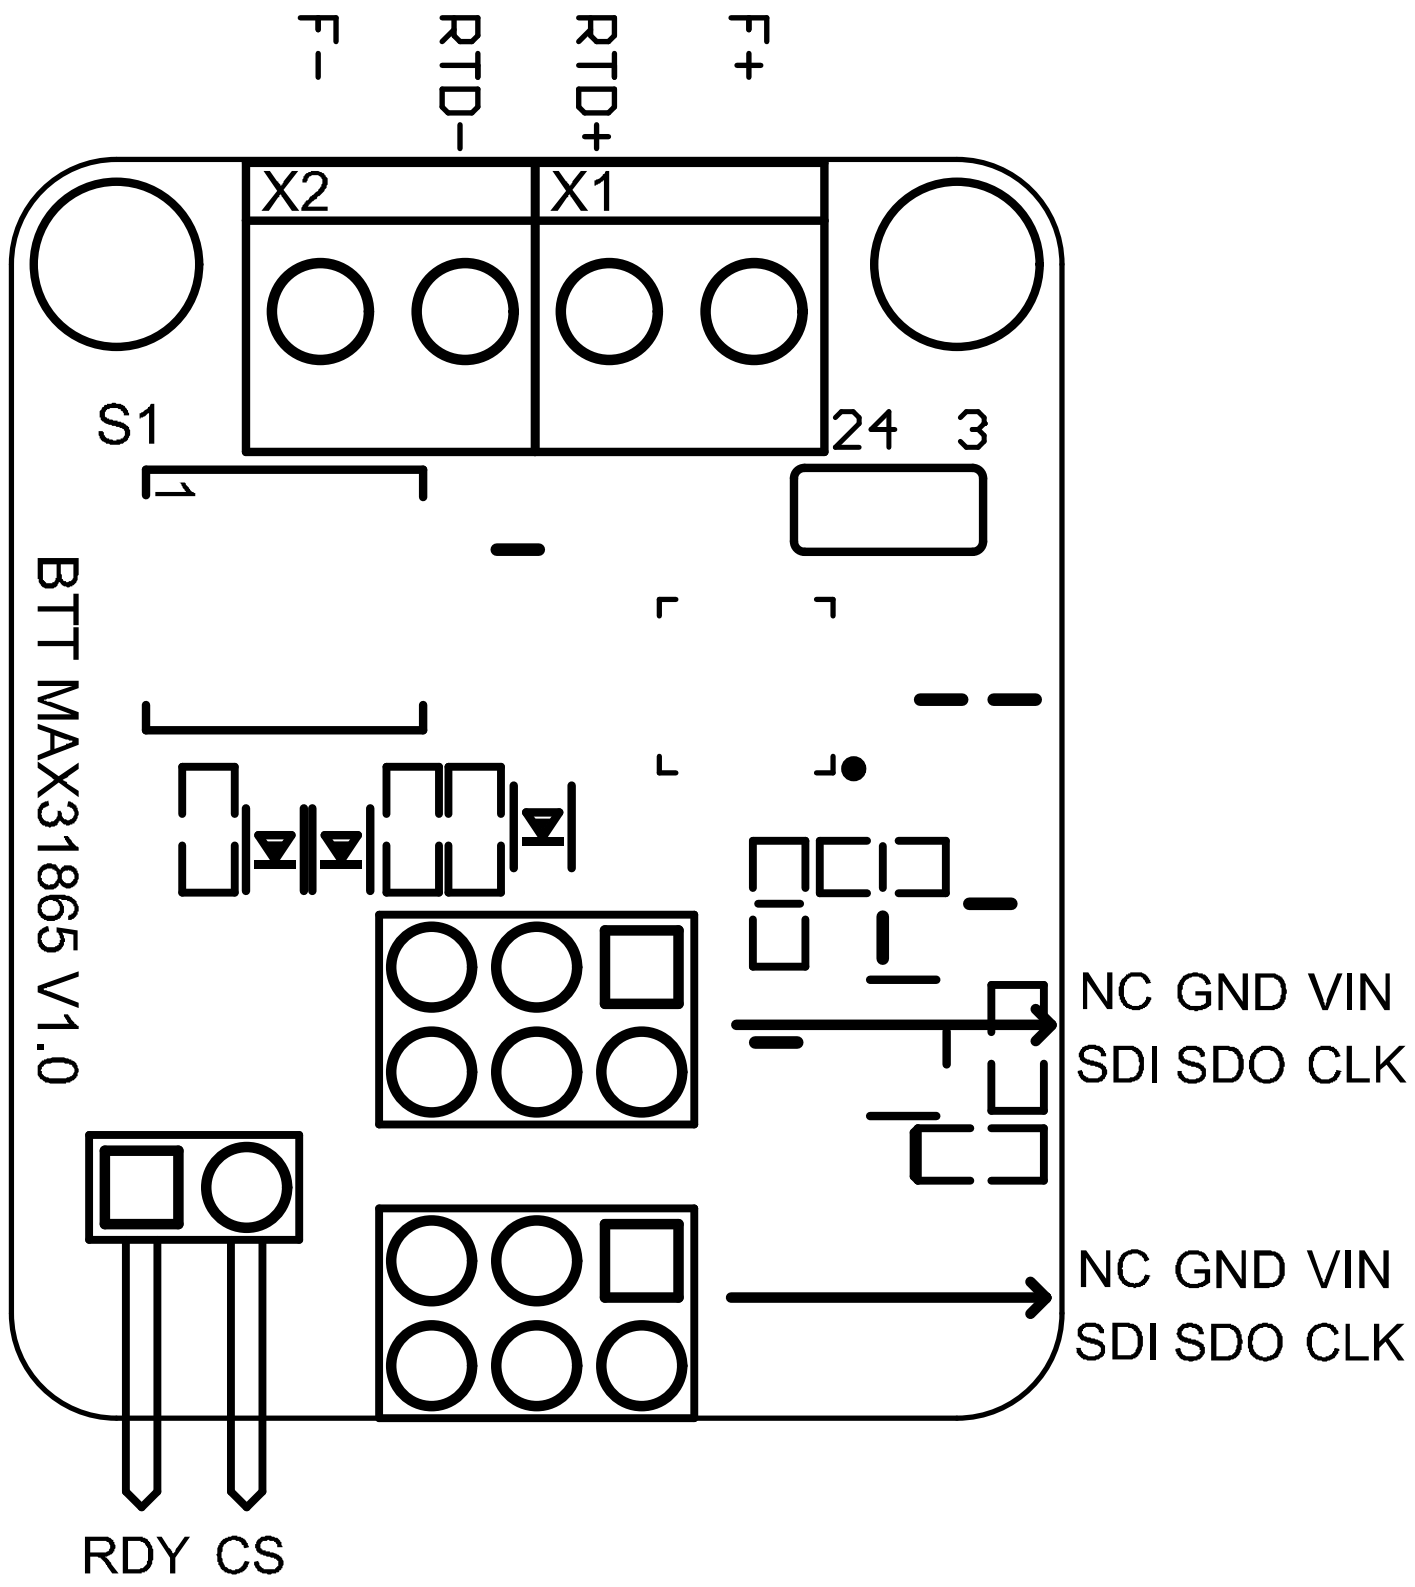 F-
RTD-
RTD+
F+
X2
X1
S1
24 3
1
BTT MAX31865 V1.0
NC GND VIN
SDI SDO CLK
NC GND VIN
SDI SDO CLK
RDY CS